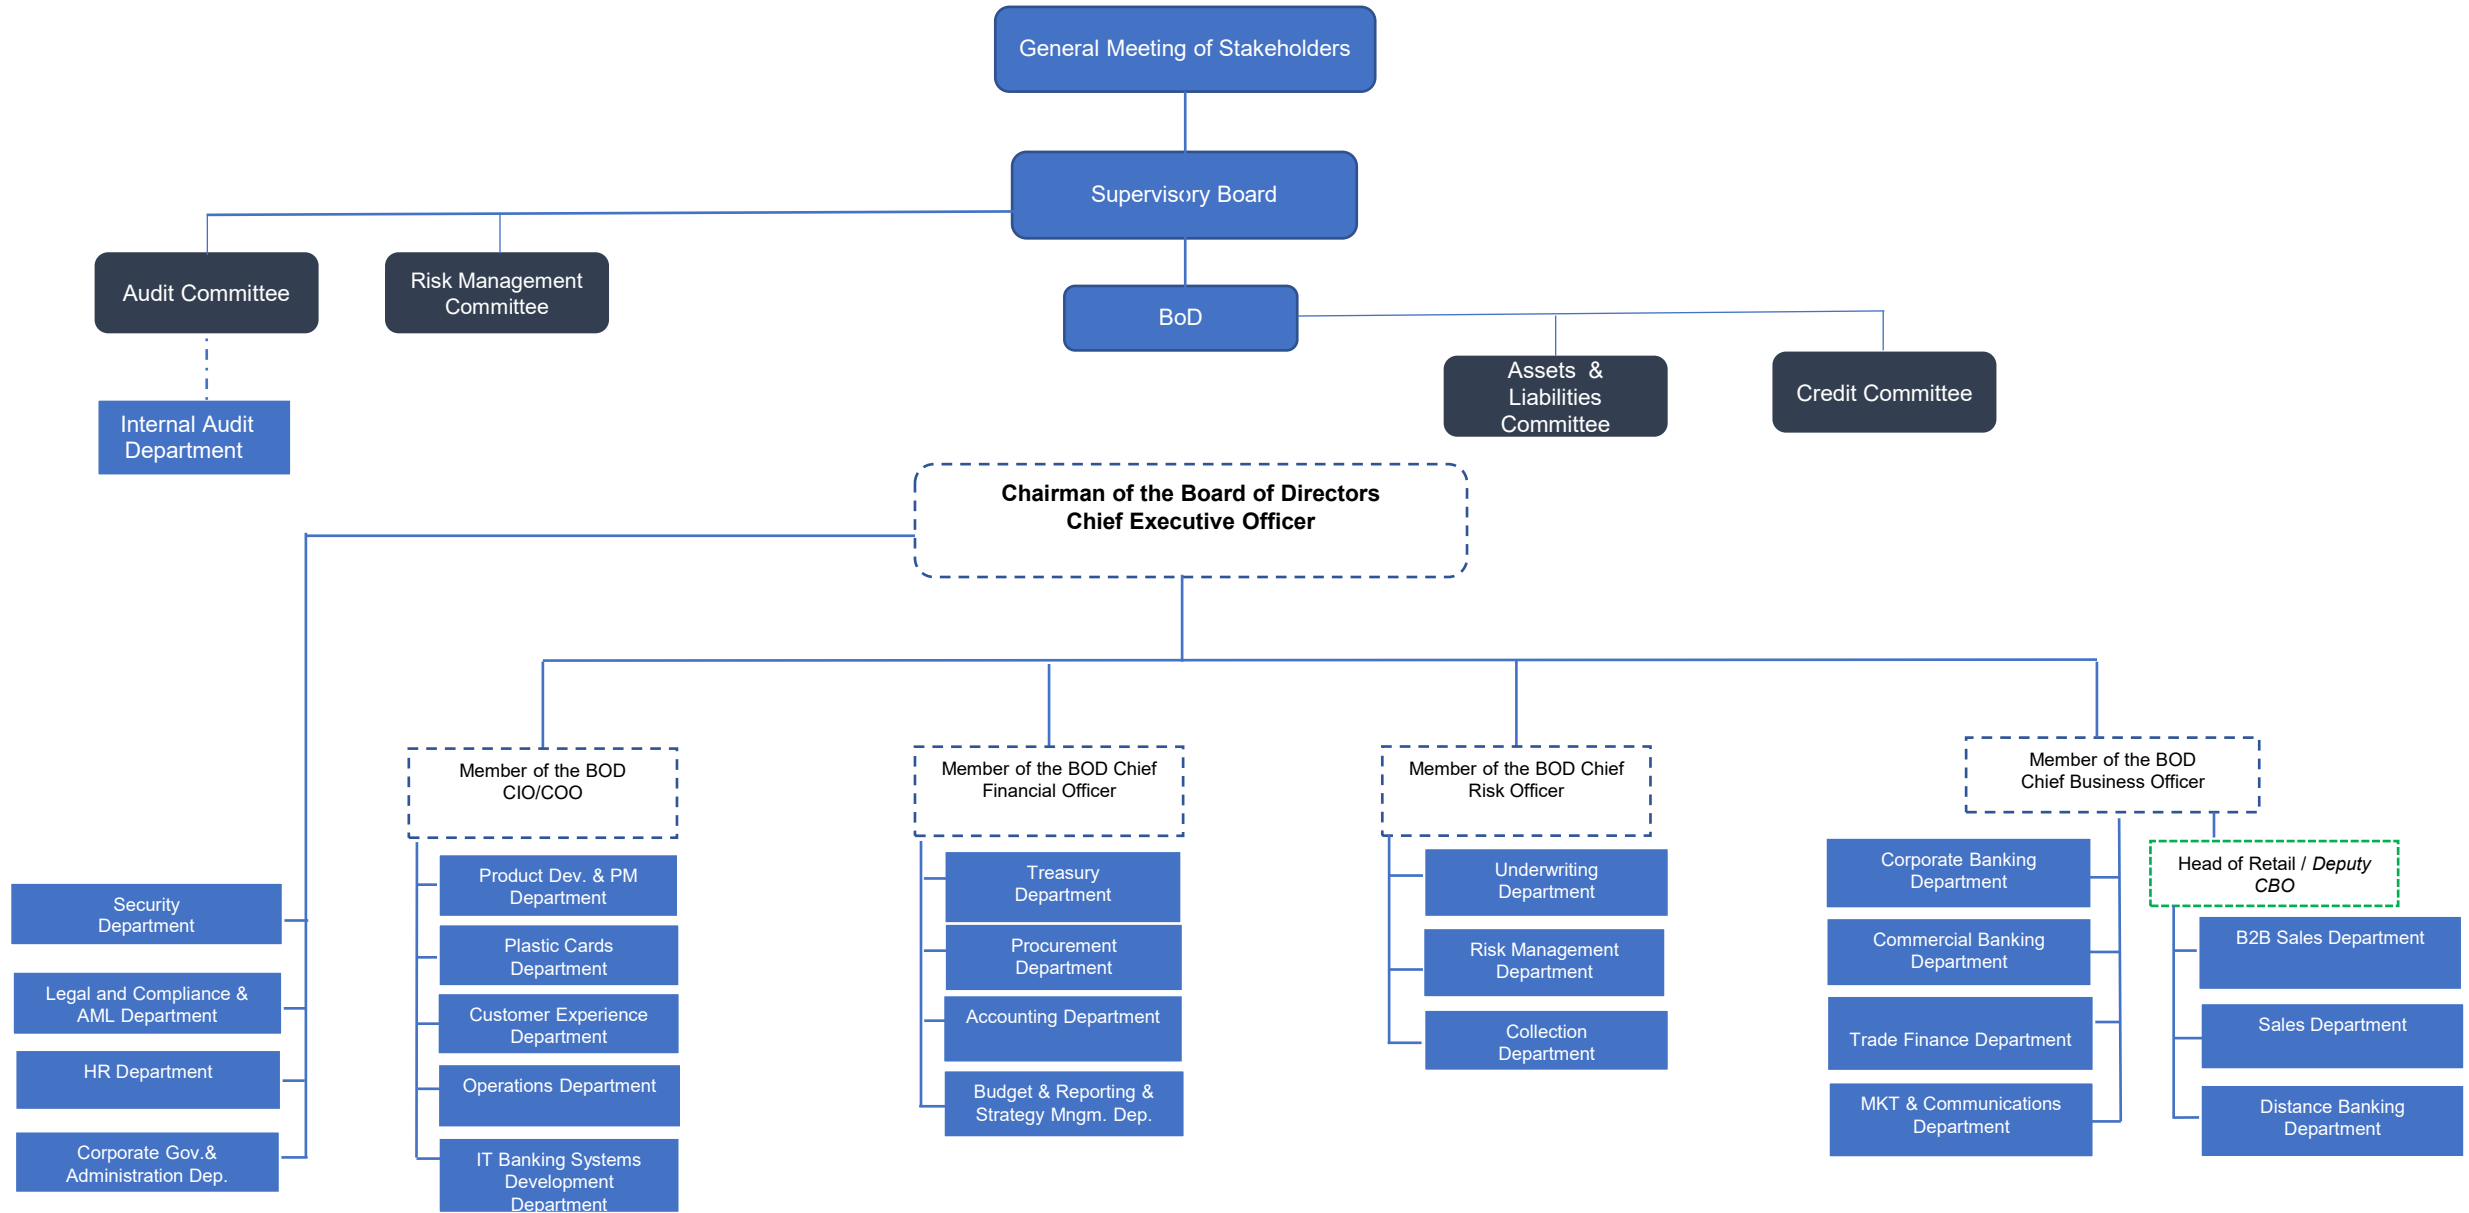 General Meeting of Stakeholders
Supervisory Board
Audit Committee
Risk Management
Committee
BoD
Assets & 
Liabilities
Committee
Credit Committee
Internal Audit
Department
Chairman of the Board of Directors
Chief Executive Officer
Member of the BOD
CIO/COO
Member of the BOD Chief
Financial Officer
Member of the BOD Chief
Risk Officer
Member of the BOD
Chief Business Officer
Security
Department
Legal and Compliance &
AML Department
HR Department
Corporate Gov.&
Administration Dep.
Product Dev. & PM
Department
Plastic Cards
Department
Customer Experience
Department
Operations Department
IT Banking Systems
Development
Department
Treasury
Department
Procurement
Department
Accounting Department
Budget & Reporting &
Strategy Mngm. Dep.
Underwriting
Department
Risk Management
Department
Collection
Department
Corporate Banking
Department
Commercial Banking
Department
Trade Finance Department
MKT & Communications
Department
Head of Retail / Deputy
CBO
B2B Sales Department
Sales Department
Distance Banking
Department